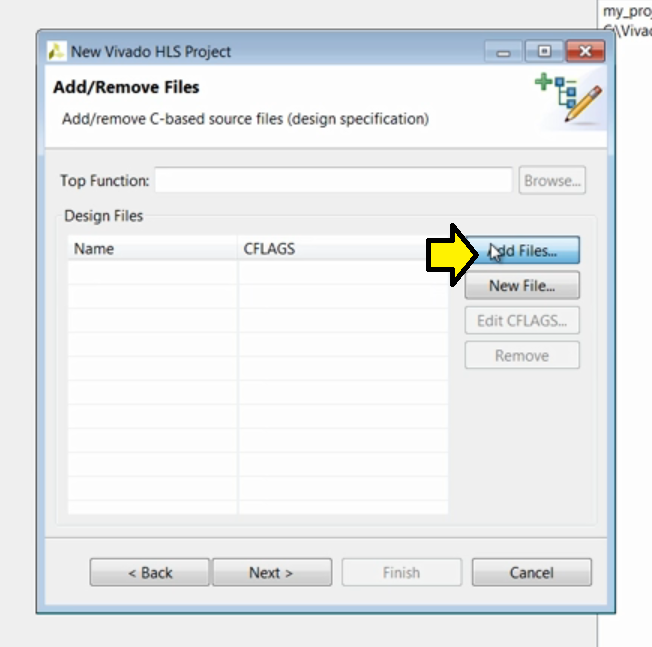 my_proj
New Vivado HLS Project
Add/Remove Files
Add/remove C-based source files (design specification)
Top Function:
Browse...
Design Files
Name
CFLAGS
Add Files...
New File...
Edit CFLAGS...
Remove
< Back
Next >
Finish
Cancel